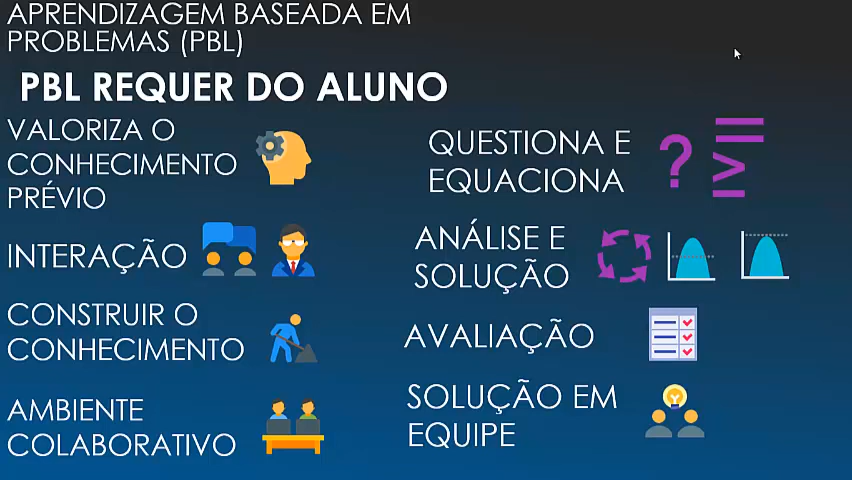 APRENDIZAGEM BASEADA EM
PROBLEMAS (PBL)
PBL REQUER DO ALUNO
VALORIZA O
CONHECIMENTO
PRÉVIO
INTERAÇÃO
CONSTRUIR O
CONHECIMENTO
AMBIENTE
COLABORATIVO
QUESTIONA E
EQUACIONA
?
ANÁLISE E
SOLUÇÃO
AVALIAÇÃO
SOLUÇÃO EM
EQUIPE